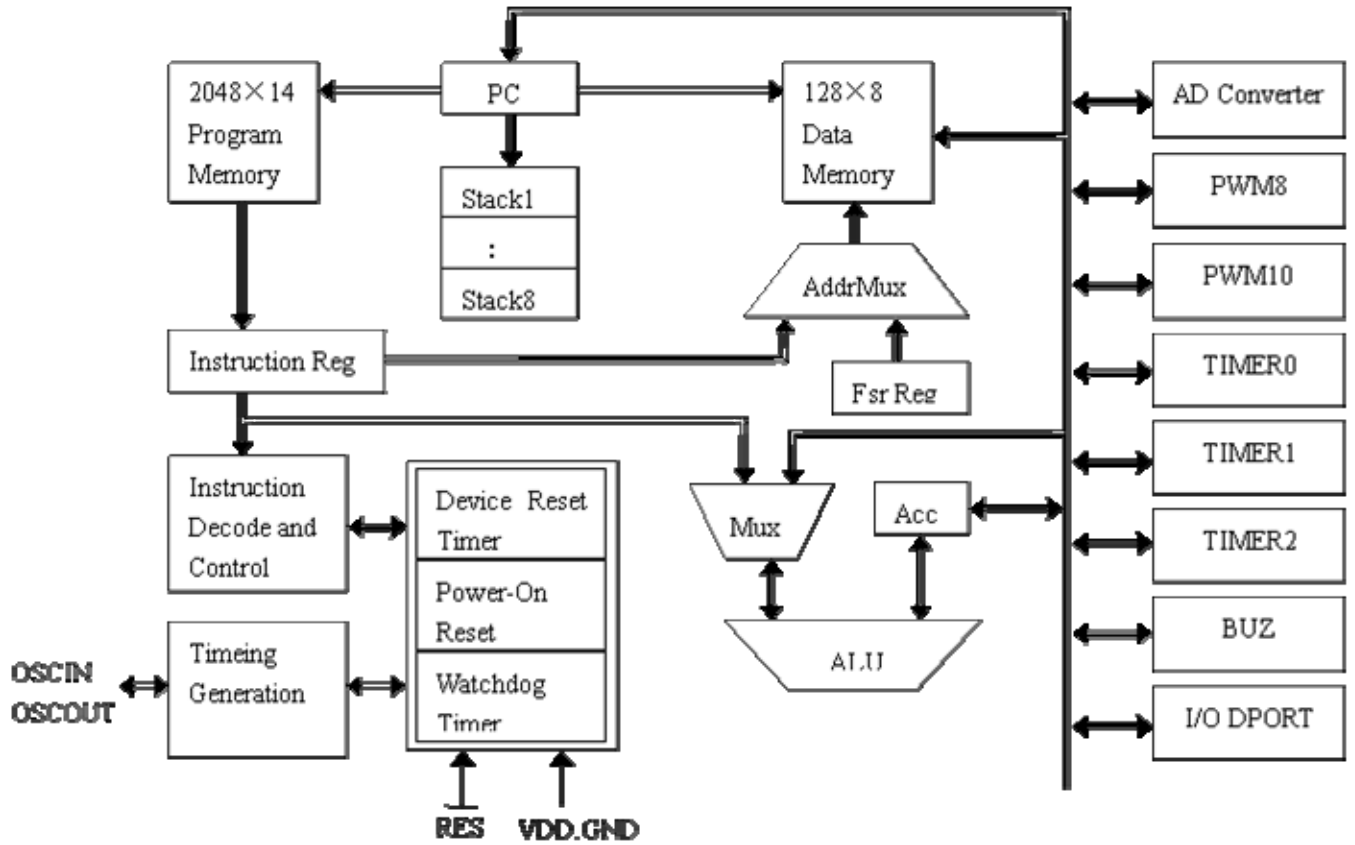 2048×14
Program
Memory
PC
128×8
Data
Memory
AD Converter
Stack1
:
Stack8
PWM8
AddrMux
PWM10
Instruction Reg
Fsr Reg
TIMER0
TIMER1
Instruction
Decode and
Control
Device Reset
Timer
Mux
Acc
TIMER2
Power-On
Reset
BUZ
Timeing
Generation
ALU
OSCIN
OSCOUT
Watchdog
Timer
I/O DPORT
RES
VDD.GND